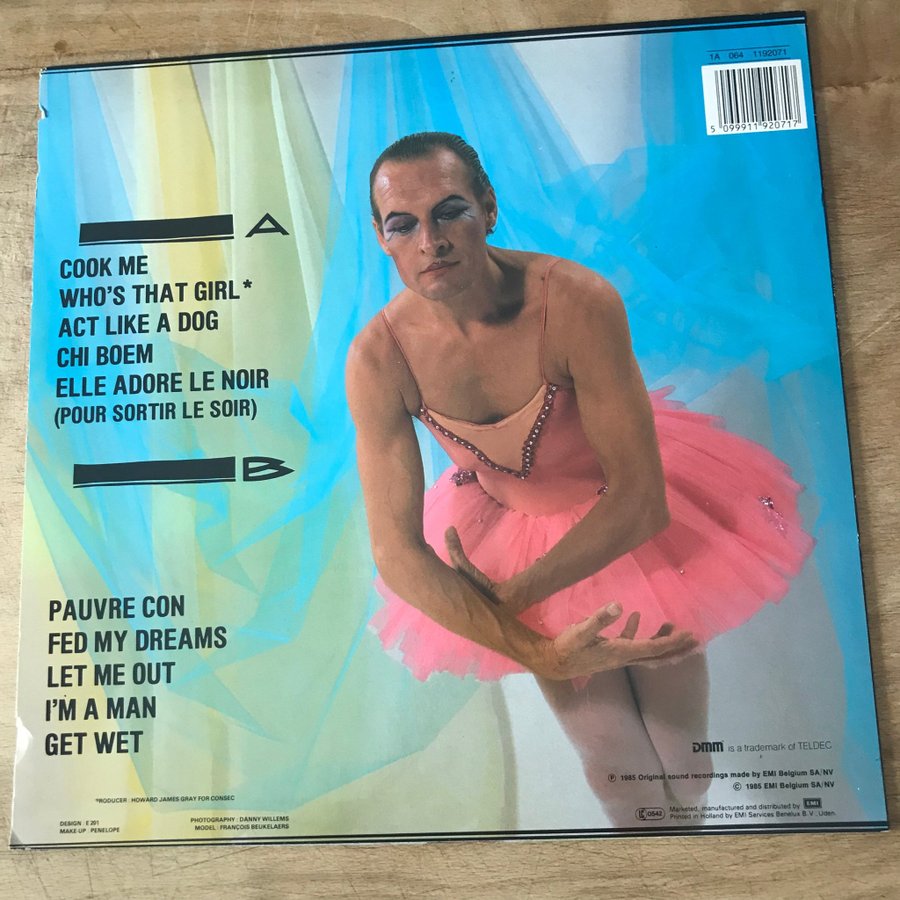 1A 064 1192071
5 099911 920717
A
COOK ME
WHO'S THAT GIRL*
ACT LIKE A DOG
CHI BOEM
ELLE ADORE LE NOIR
(POUR SORTIR LE SOIR)
B
PAUVRE CON
FED MY DREAMS
LET ME OUT
I'M A MAN
GET WET
*RODUCER : HOWARD JAMES GRAY FOR CONSEC
DESIGN : E 201
MAKE-UP : PENELOPE
PHOTOGRAPHY : DANNY WILLEMS
MODEL : FRANÇOIS BEUKELAERS
DMM is a trademark of TELDEC
℗ 1985 Original sound recordings made by EMI Belgium SA/NV
© 1985 EMI Belgium SA/NV
0542
Marketed, manufactured and distributed by EMI
Printed in Holland by EMI Services Benelux B.V., Uden.